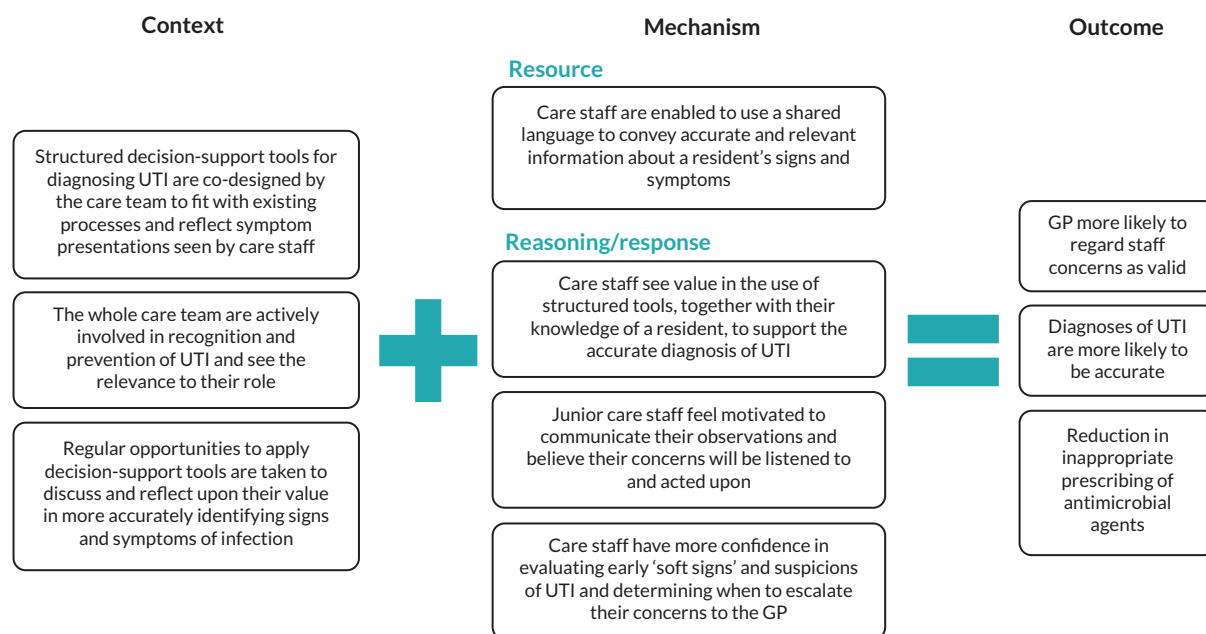 Context
Structured decision-support tools for
diagnosing UTI are co-designed by
the care team to fit with existing
processes and reflect symptom
presentations seen by care staff
The whole care team are actively
involved in recognition and
prevention of UTI and see the
relevance to their role
Regular opportunities to apply
decision-support tools are taken to
discuss and reflect upon their value
in more accurately identifying signs
and symptoms of infection
Mechanism
Resource
Care staff are enabled to use a shared
language to convey accurate and relevant
information about a resident’s signs and
symptoms
Reasoning/response
Care staff see value in the use of
structured tools, together with their
knowledge of a resident, to support the
accurate diagnosis of UTI
Junior care staff feel motivated to
communicate their observations and
believe their concerns will be listened to
and acted upon
Care staff have more confidence in
evaluating early ‘soft signs’ and suspicions
of UTI and determining when to escalate
their concerns to the GP
Outcome
GP more likely to
regard staff
concerns as valid
Diagnoses of UTI
are more likely to
be accurate
Reduction in
inappropriate
prescribing of
antimicrobial
agents